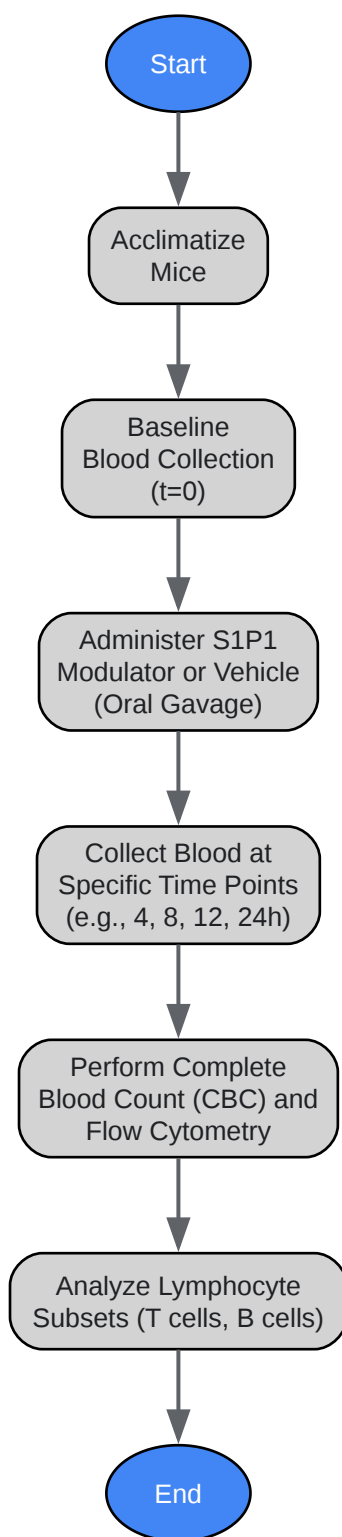 Start
Acclimatize
Mice
Baseline
Blood Collection
(t=0)
Administer S1P1
Modulator or Vehicle
(Oral Gavage)
Collect Blood at
Specific Time Points
(e.g., 4, 8, 12, 24h)
Perform Complete
Blood Count (CBC) and
Flow Cytometry
Analyze Lymphocyte
Subsets (T cells, B cells)
End